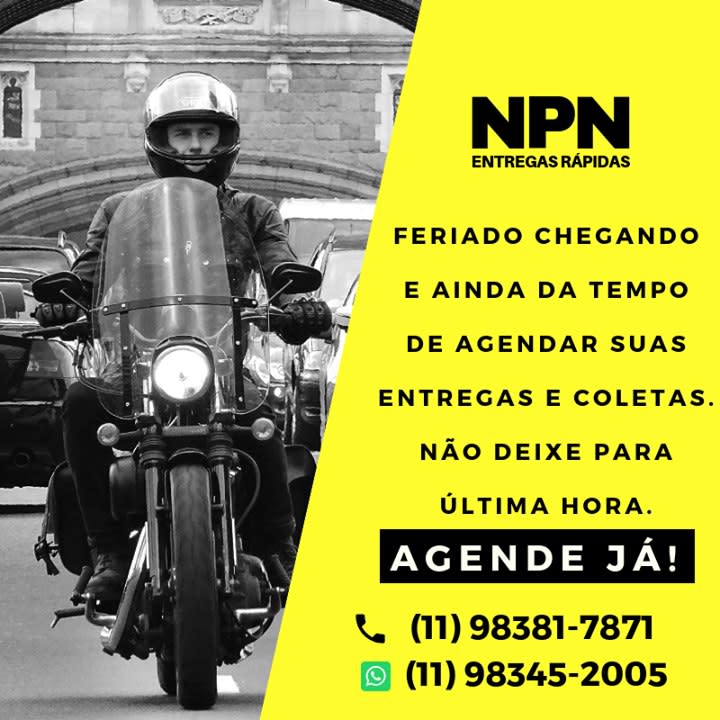 NPN
ENTREGAS RÁPIDAS
FERIADO CHEGANDO
E AINDA DA TEMPO
DE AGENDAR SUAS
ENTREGAS E COLETAS.
NÃO DEIXE PARA
ÚLTIMA HORA.
AGENDE JÁ!
(11) 98381-7871
(11) 98345-2005